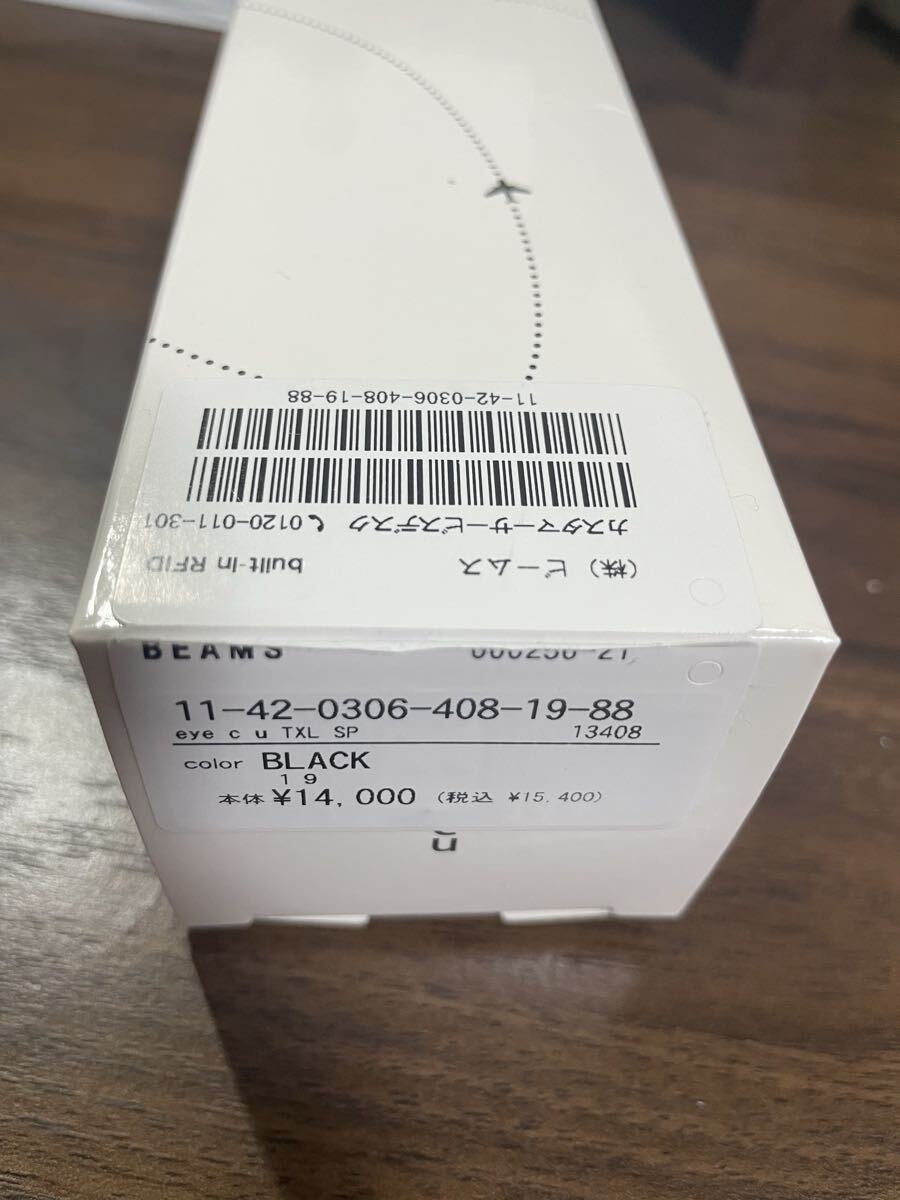 11-42-0306-408-19-88
カスタマーサービスデスク 0120-011-301
(株) ビームス built-in RFID
BEAMS
11-42-0306-408-19-88
eye c u TXL SP 13408
color BLACK
19
本体 ¥14,000 (税込 ¥15,400)